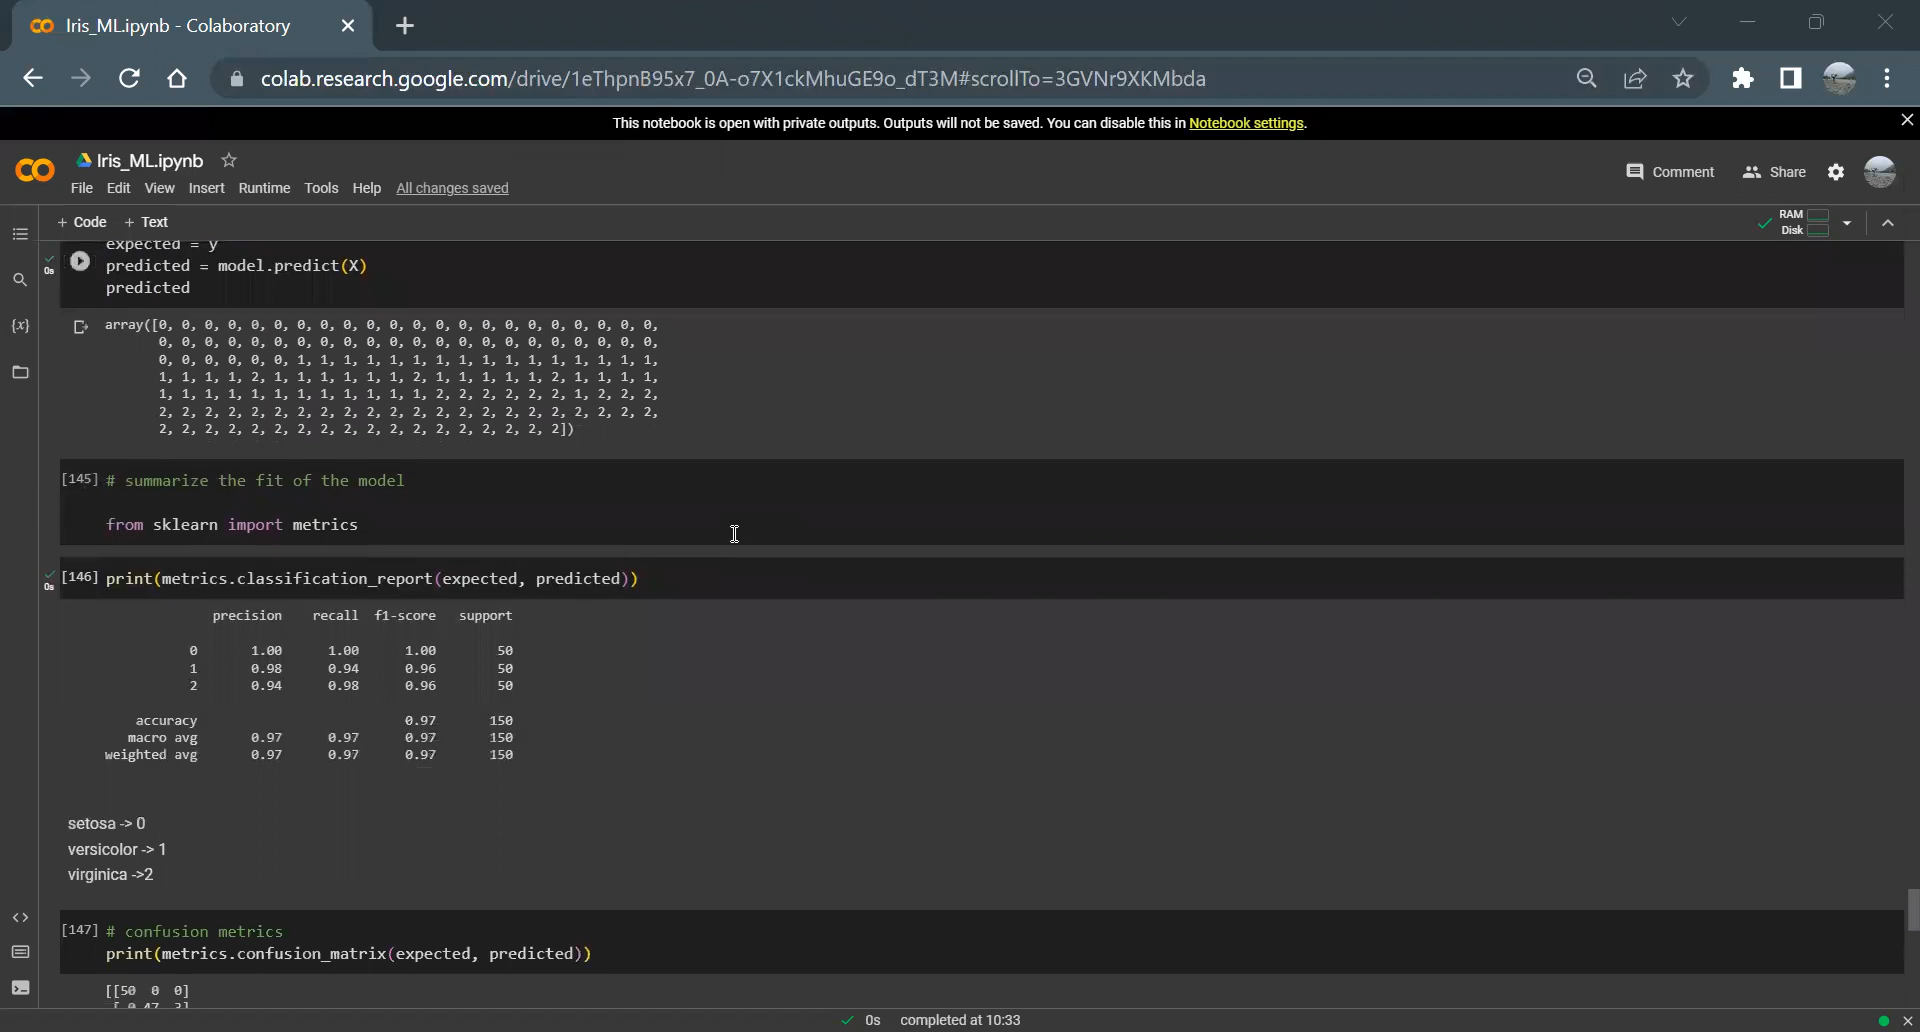 Iris_ML.ipynb - Colaboratory
colab.research.google.com/drive/1eThpnB95x7_0A-o7X1ckMhuGE9o_dT3M#scrollTo=3GVNr9XKMbda
This notebook is open with private outputs. Outputs will not be saved. You can disable this in Notebook settings.
Iris_ML.ipynb
File Edit View Insert Runtime Tools Help All changes saved
Comment Share
+ Code + Text
RAM
Disk
expected = y
0s
predicted = model.predict(X)
predicted
array([0, 0, 0, 0, 0, 0, 0, 0, 0, 0, 0, 0, 0, 0, 0, 0, 0, 0, 0, 0, 0, 0,
0, 0, 0, 0, 0, 0, 0, 0, 0, 0, 0, 0, 0, 0, 0, 0, 0, 0, 0, 0, 0, 0,
0, 0, 0, 0, 0, 0, 1, 1, 1, 1, 1, 1, 1, 1, 1, 1, 1, 1, 1, 1, 1, 1,
1, 1, 1, 1, 2, 1, 1, 1, 1, 1, 1, 2, 1, 1, 1, 1, 1, 2, 1, 1, 1, 1,
1, 1, 1, 1, 1, 1, 1, 1, 1, 1, 1, 1, 2, 2, 2, 2, 2, 2, 1, 2, 2, 2,
2, 2, 2, 2, 2, 2, 2, 2, 2, 2, 2, 2, 2, 2, 2, 2, 2, 2, 2, 2, 2, 2,
2, 2, 2, 2, 2, 2, 2, 2, 2, 2, 2, 2, 2, 2, 2, 2, 2, 2])
[145] # summarize the fit of the model
from sklearn import metrics
[146] print(metrics.classification_report(expected, predicted))
0s
precision recall f1-score support
0 1.00 1.00 1.00 50
1 0.98 0.94 0.96 50
2 0.94 0.98 0.96 50
accuracy 0.97 150
macro avg 0.97 0.97 0.97 150
weighted avg 0.97 0.97 0.97 150
setosa -> 0
versicolor -> 1
virginica ->2
[147] # confusion metrics
print(metrics.confusion_matrix(expected, predicted))
[[50 0 0]
[ 0 47 3]
0s completed at 10:33